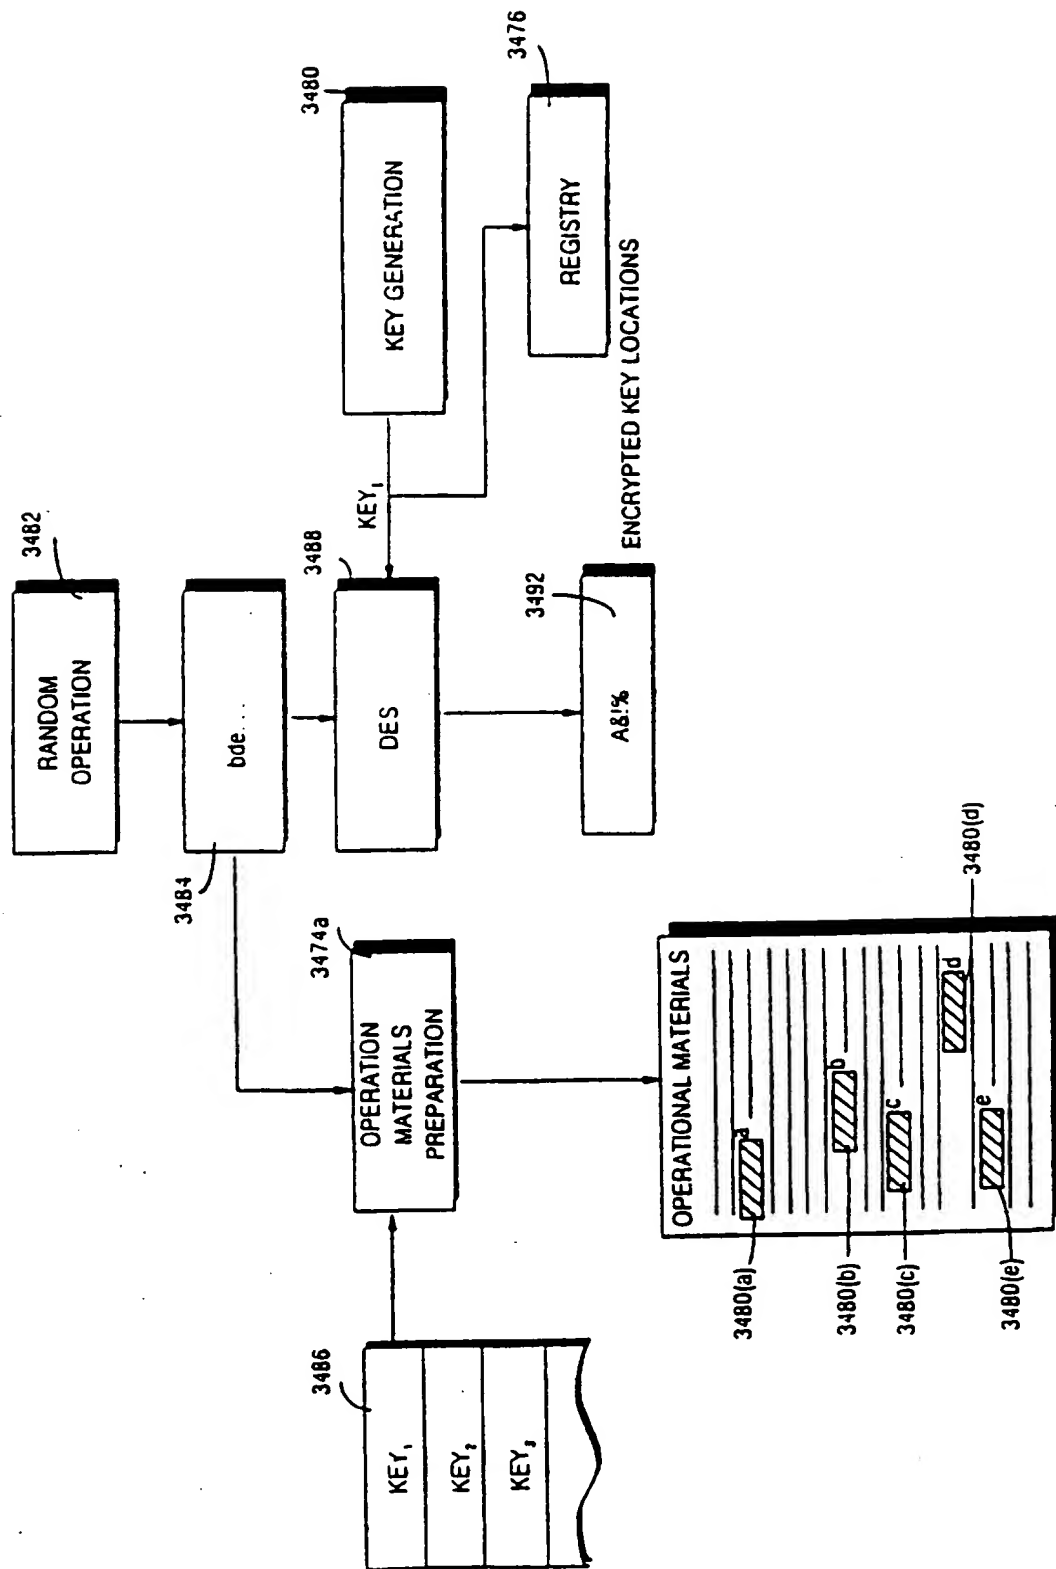 3482
RANDOM
OPERATION
3484
bde...
3488
DES
KEY1
3480
KEY GENERATION
3476
REGISTRY
3492
A&!%
ENCRYPTED KEY LOCATIONS
3474a
OPERATION
MATERIALS
PREPARATION
3486
KEY1
KEY2
KEY3
OPERATIONAL MATERIALS
a
b
c
d
e
3480(a)
3480(b)
3480(c)
3480(d)
3480(e)